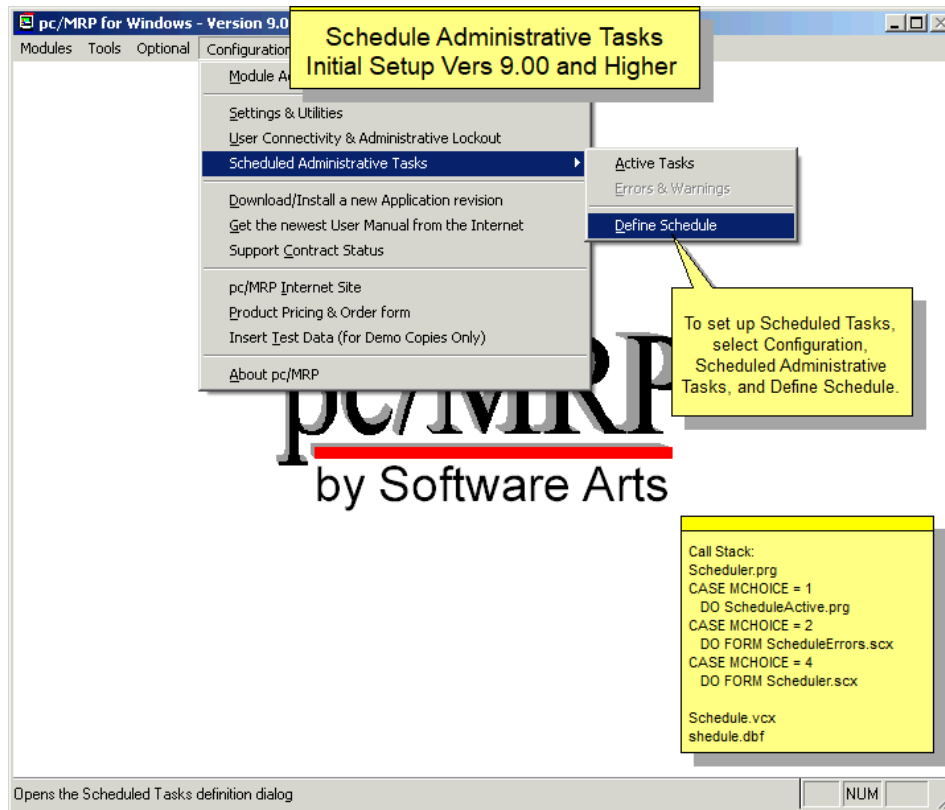 pc/MRP for Windows - Version 9.0
Schedule Administrative Tasks
Initial Setup Vers 9.00 and Higher
Modules Tools Optional Configuration
Module A
Settings & Utilities
User Connectivity & Administrative Lockout
Scheduled Administrative Tasks
Active Tasks
Errors & Warnings
Define Schedule
Download/Install a new Application revision
Get the newest User Manual from the Internet
Support Contract Status
pc/MRP Internet Site
Product Pricing & Order form
Insert Test Data (for Demo Copies Only)
About pc/MRP
To set up Scheduled Tasks,
select Configuration,
Scheduled Administrative
Tasks, and Define Schedule.
pc/MRP
by Software Arts
Call Stack:
Scheduler.prg
CASE MCHOICE = 1
DO ScheduleActive.prg
CASE MCHOICE = 2
DO FORM ScheduleErrors.scx
CASE MCHOICE = 4
DO FORM Scheduler.scx
Schedule.vcx
shedule.dbf
Opens the Scheduled Tasks definition dialog
NUM